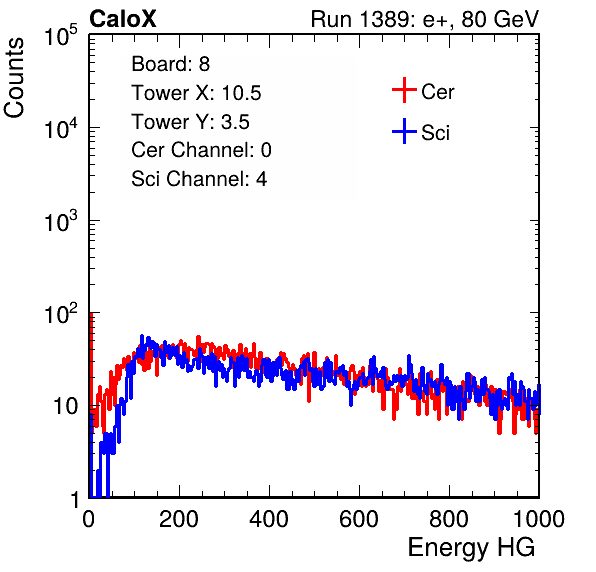 CaloX Run 1389: e+, 80 GeV
Counts
Board: 8
Tower X: 10.5
Tower Y: 3.5
Cer Channel: 0
Sci Channel: 4
Cer
Sci
10^5
10^4
10^3
10^2
10
1
0 200 400 600 800 1000
Energy HG